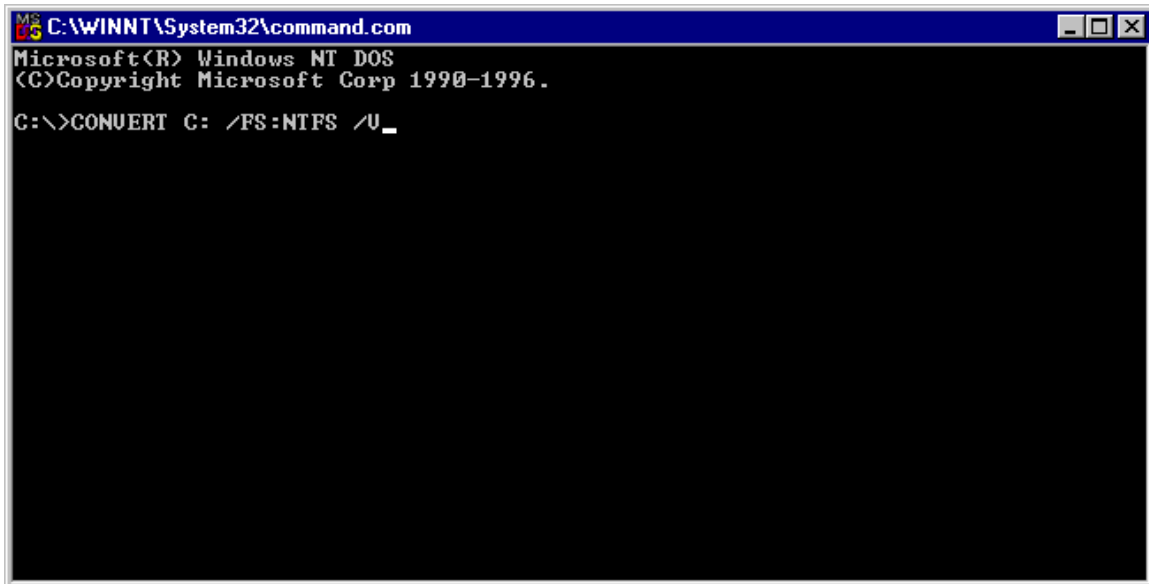 C:\WINNT\System32\command.com
Microsoft(R) Windows NT DOS
(C)Copyright Microsoft Corp 1990-1996.
C:\>CONVERT C: /FS:NTFS /V